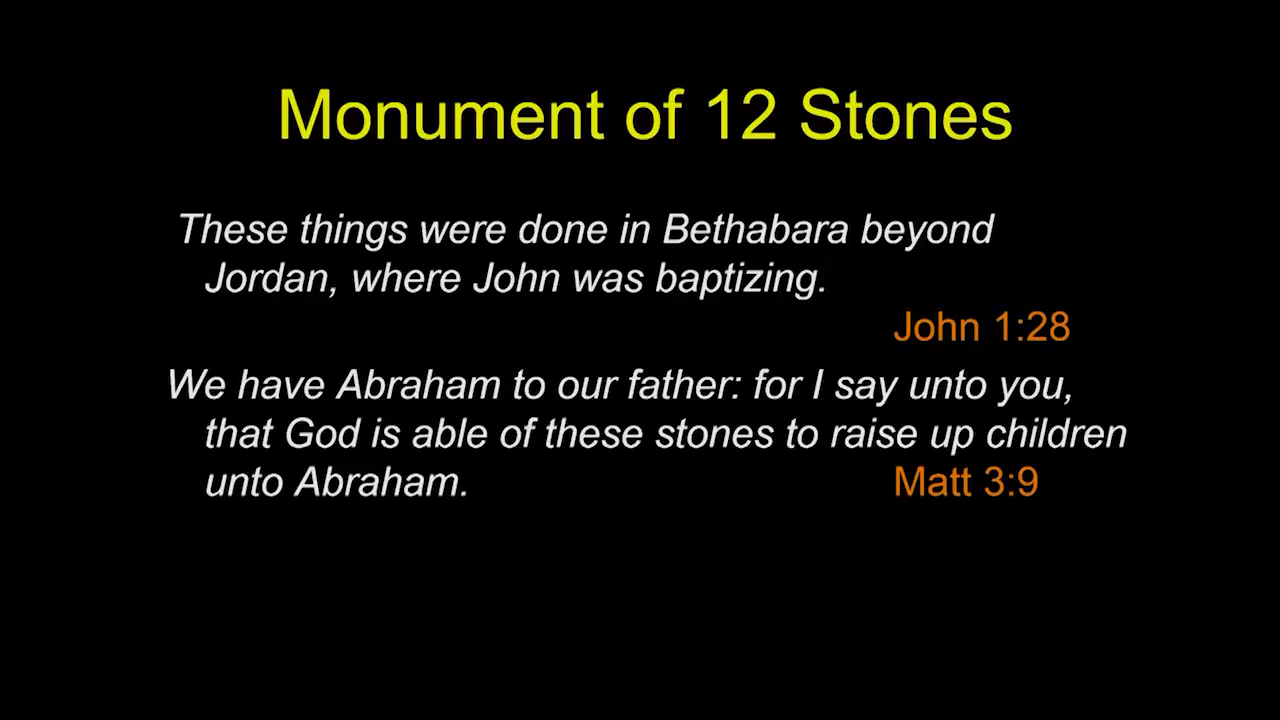 Monument of 12 Stones
These things were done in Bethabara beyond
Jordan, where John was baptizing.
John 1:28
We have Abraham to our father: for I say unto you,
that God is able of these stones to raise up children
unto Abraham. Matt 3:9